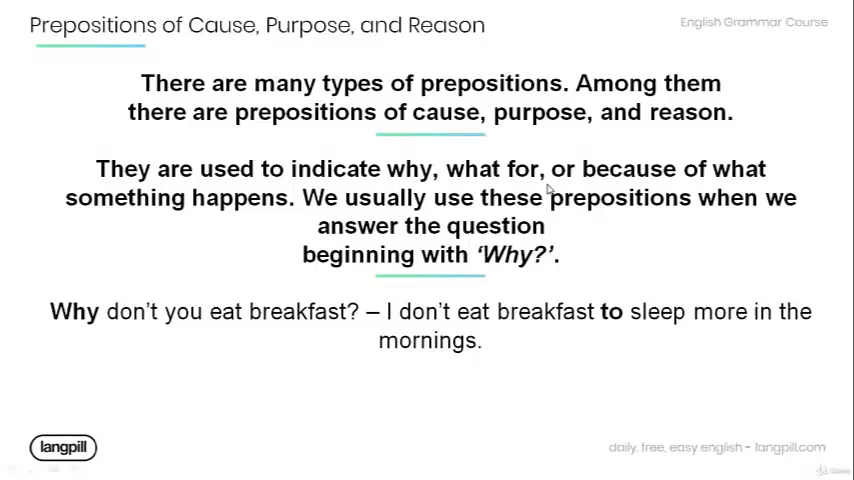 Prepositions of Cause, Purpose, and Reason
English Grammar Course
There are many types of prepositions. Among them
there are prepositions of cause, purpose, and reason.
They are used to indicate why, what for, or because of what
something happens. We usually use these prepositions when we
answer the question
beginning with ‘Why?’.
Why don’t you eat breakfast? – I don’t eat breakfast to sleep more in the
mornings.
langpill
daily, free, easy english - langpill.com